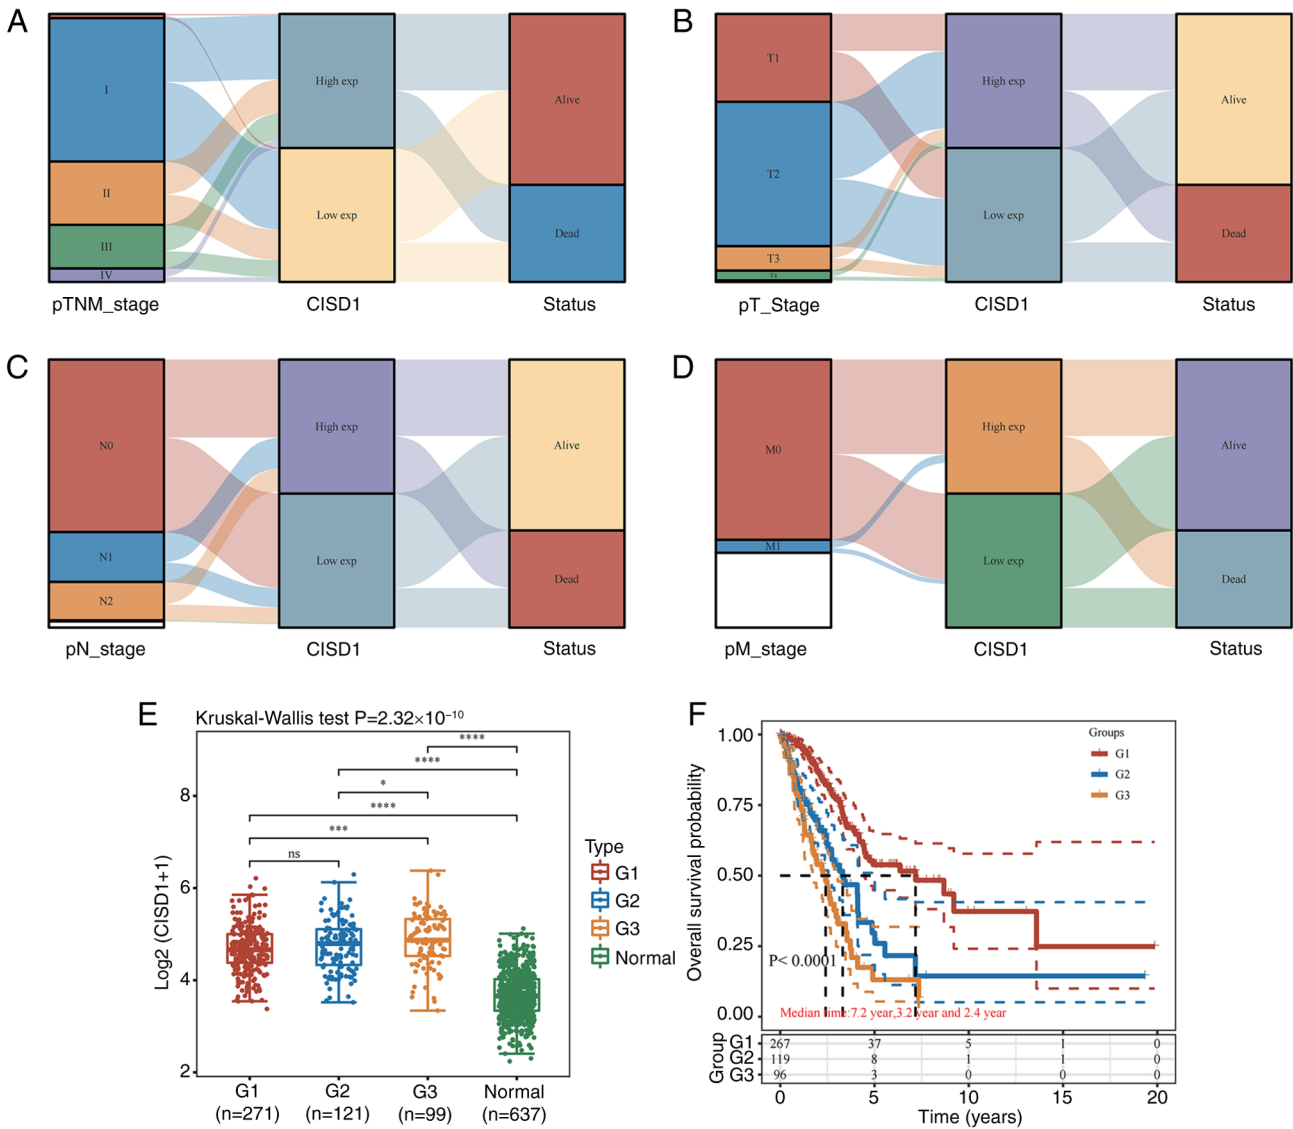 A
I
II
III
IV
High exp
Low exp
Alive
Dead
pTNM_stage
CISD1
Status
B
T1
T2
T3
T4
High exp
Low exp
Alive
Dead
pT_Stage
CISD1
Status
C
N0
N1
N2
High exp
Low exp
Alive
Dead
pN_stage
CISD1
Status
D
M0
M1
High exp
Low exp
Alive
Dead
pM_stage
CISD1
Status
E
Kruskal-Wallis test P=2.32×10⁻¹⁰
****
****
*
****
***
ns
8
6
4
2
Log2 (CISD1+1)
G1 G2 G3 Normal
(n=271) (n=121) (n=99) (n=637)
Type
G1
G2
G3
Normal
F
Groups
G1
G2
G3
1.00
0.75
0.50
0.25
0.00
Overall survival probability
P< 0.0001
Median time:7.2 year,3.2 year and 2.4 year
Group
G1 267 37 5 1 0
G2 119 8 1 1 0
G3 96 3 0 0 0
0 5 10 15 20
Time (years)